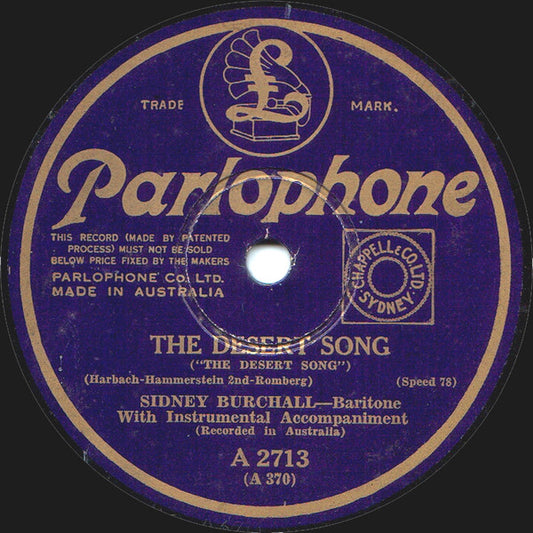 £
TRADE MARK.
Parlophone
THIS RECORD (MADE BY PATENTED
PROCESS) MUST NOT BE SOLD
BELOW PRICE FIXED BY THE MAKERS
PARLOPHONE CO. LTD.
MADE IN AUSTRALIA
CHAPPELL & CO. LTD.
SYDNEY
THE DESERT SONG
("THE DESERT SONG")
(Harbach-Hammerstein 2nd-Romberg) (Speed 78)
SIDNEY BURCHALL—Baritone
With Instrumental Accompaniment
(Recorded in Australia)
A 2713
(A 370)